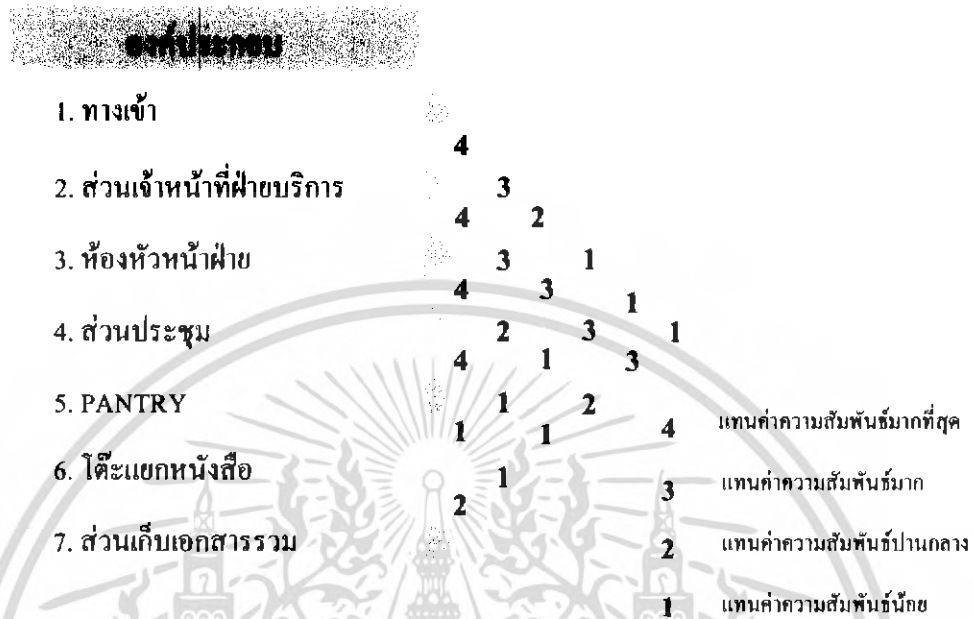 องค์ประกอบ
1. ทางเข้า
4
2. ส่วนเจ้าหน้าที่ฝ่ายบริการ 3
4 2
3. ห้องหัวหน้าฝ่าย 3 1
4 3 1
4. ส่วนประชุม 2 3 1
4 1 3
5. PANTRY 1 2
1 1 4 แทนค่าความสัมพันธ์มากที่สุด
6. โต๊ะแยกหนังสือ 1
2 3 แทนค่าความสัมพันธ์มาก
7. ส่วนเก็บเอกสารรวม 2 แทนค่าความสัมพันธ์ปานกลาง
1 แทนค่าความสัมพันธ์น้อย